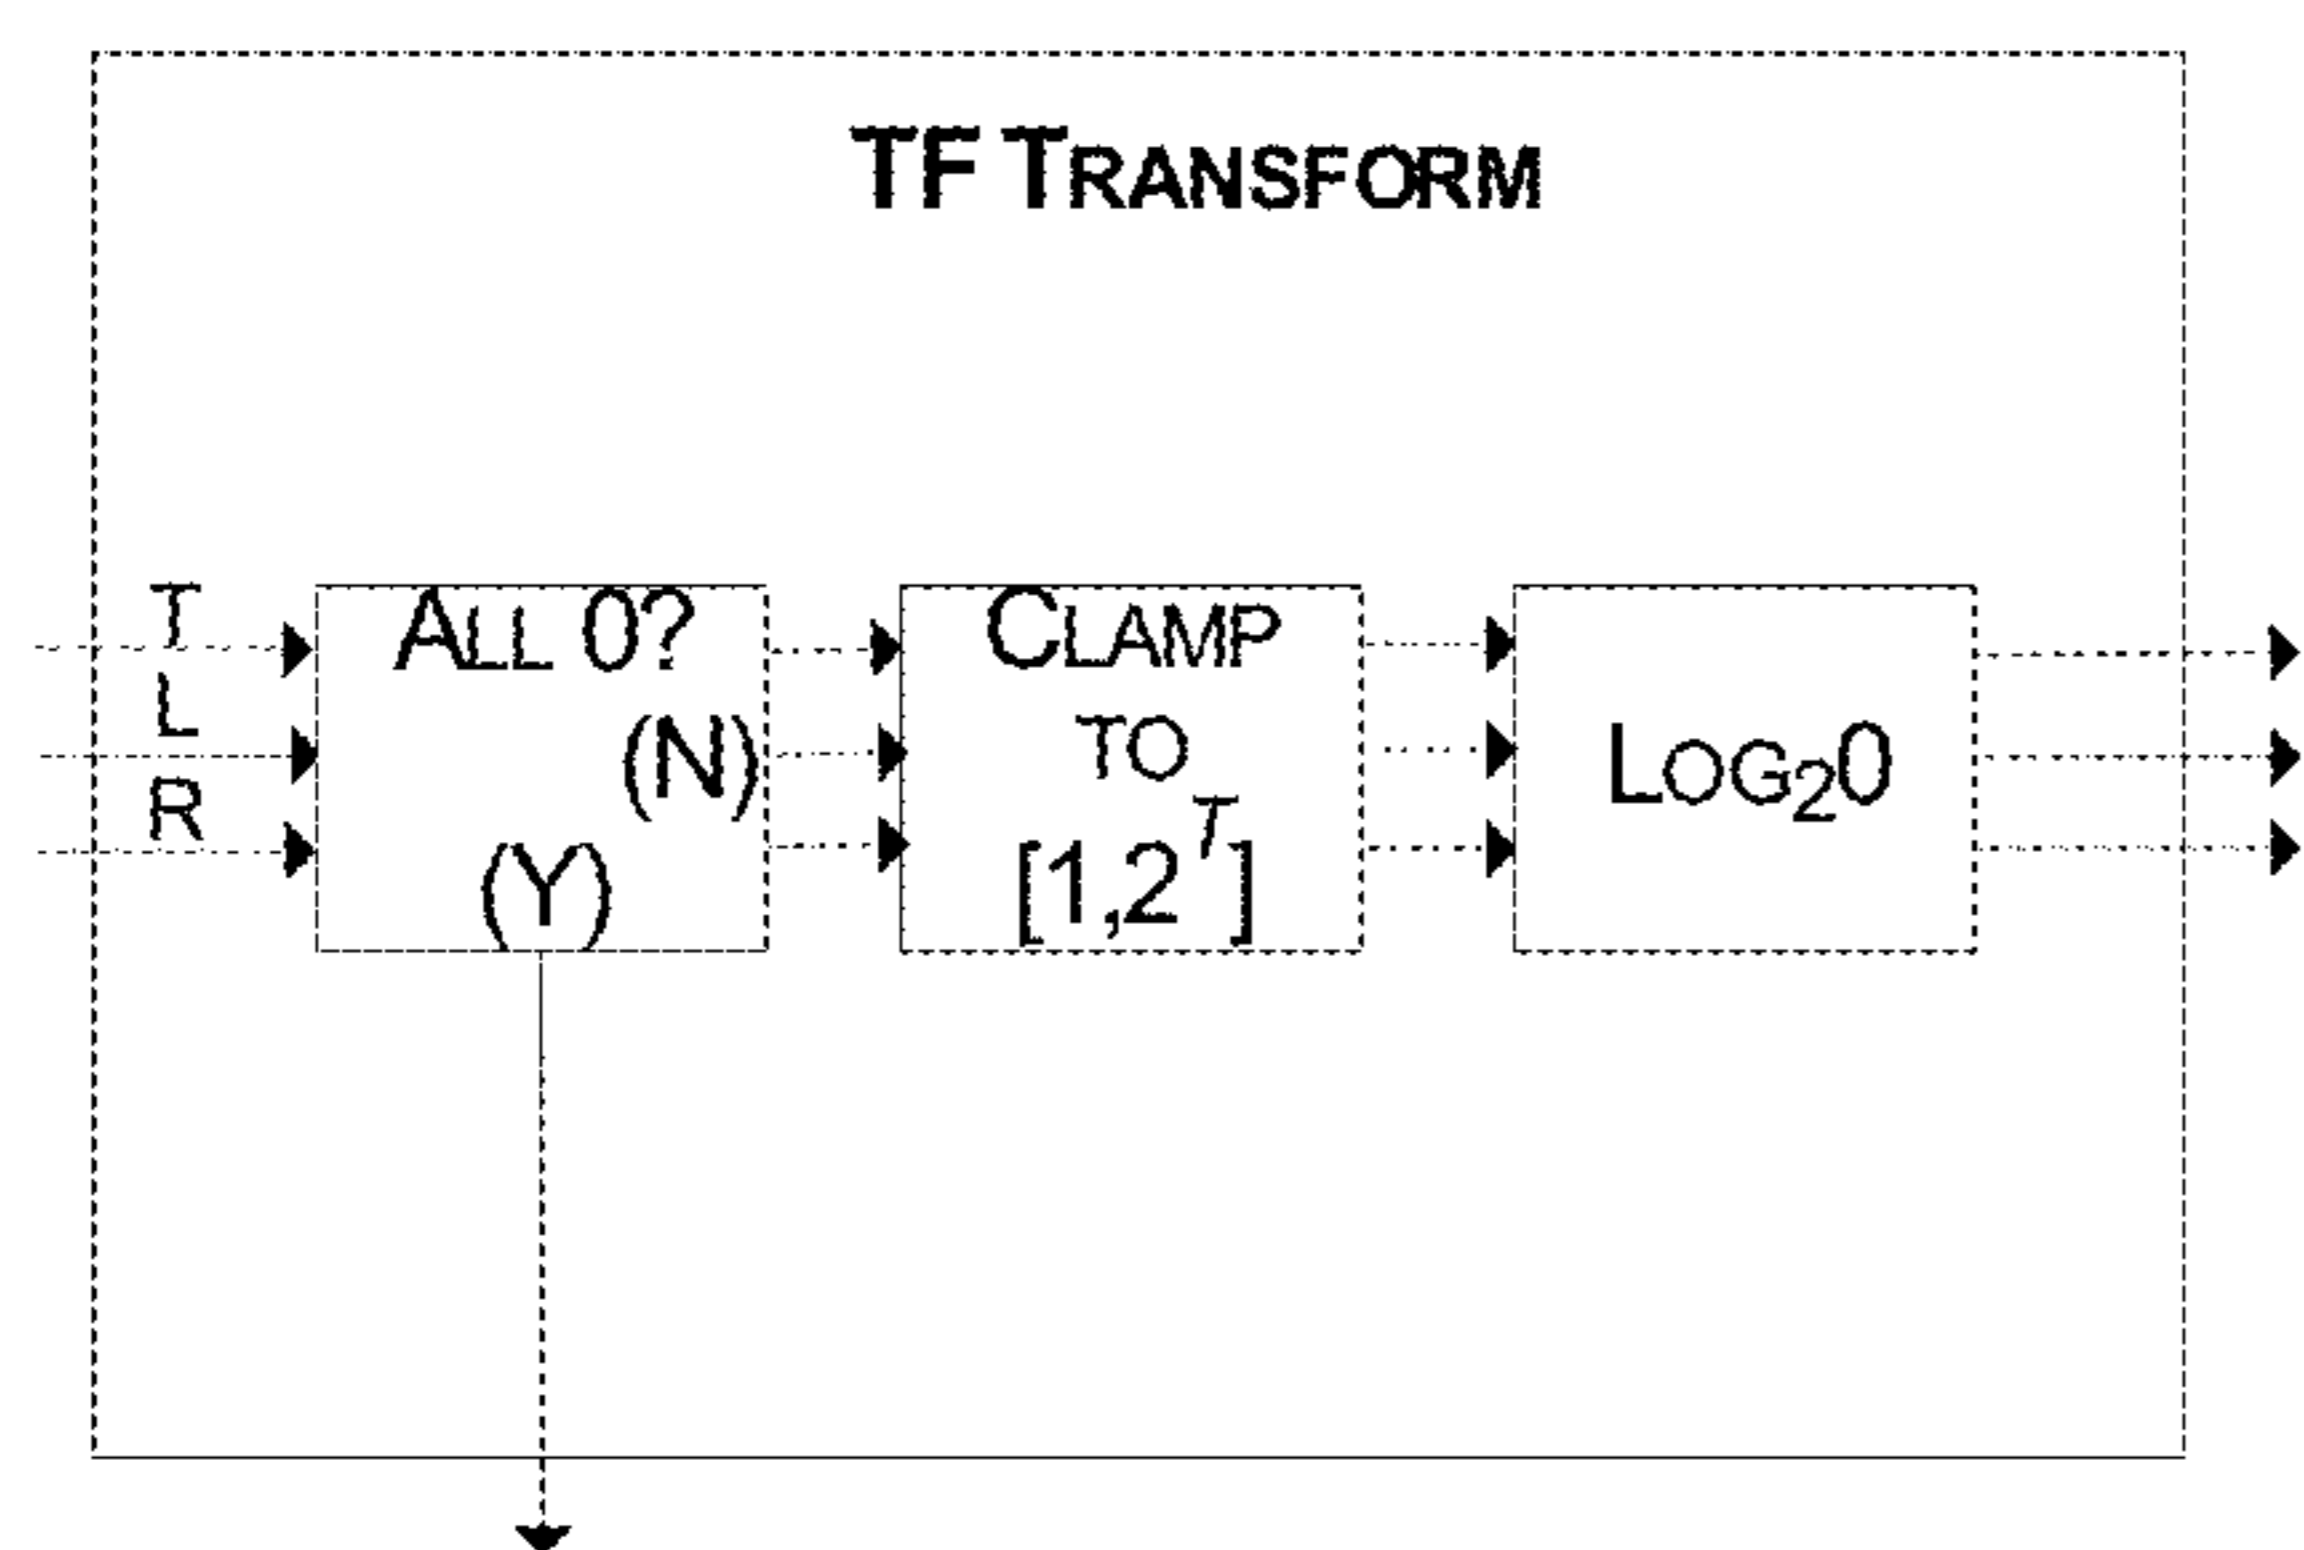 TF TRANSFORM
T
L
R
ALL 0?
(N)
(Y)
CLAMP
TO
[1,2^T]
LOG₂0